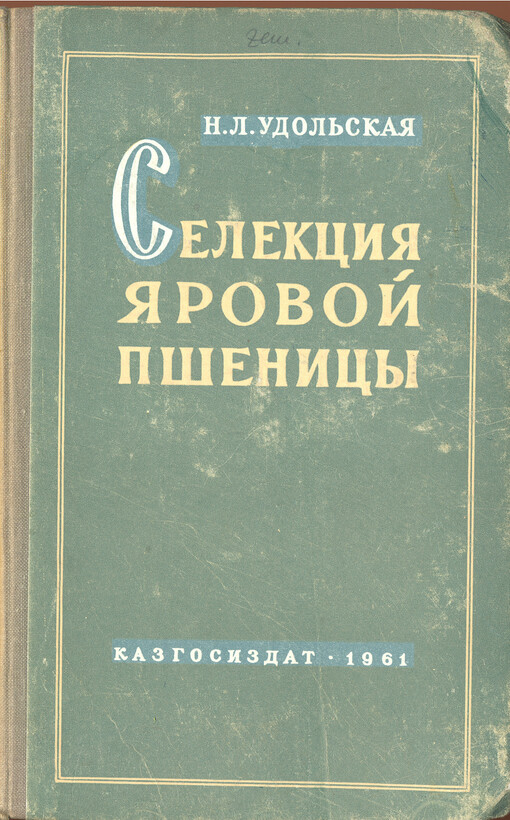 Н.Л.УДОЛЬСКАЯ
СЕЛЕКЦИЯ
ЯРОВОЙ
ПШЕНИЦЫ
КАЗГОСИЗДАТ · 1961